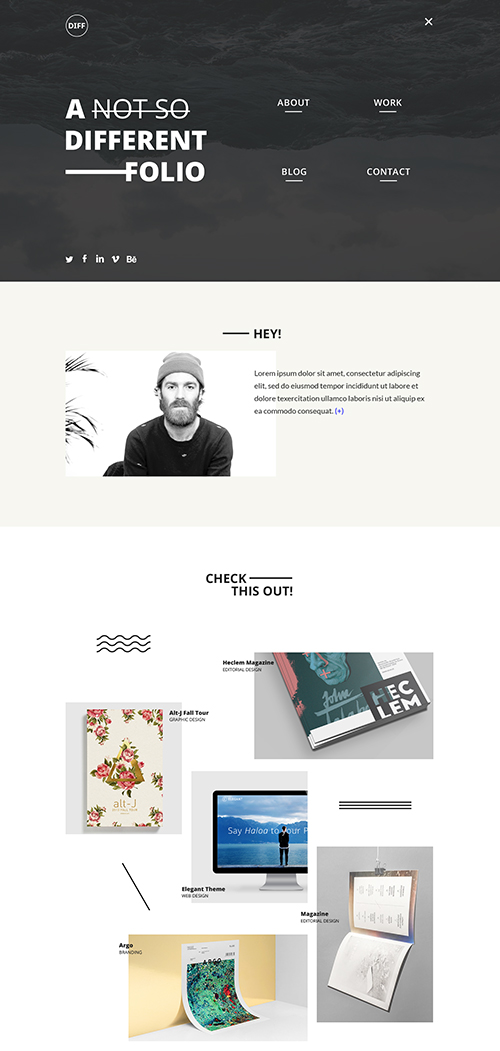 DIFF
×
A NOT SO
DIFFERENT
FOLIO
ABOUT
WORK
BLOG
CONTACT
Bē
HEY!
Lorem ipsum dolor sit amet, consectetur adipiscing
elit, sed do eiusmod tempor incididunt ut labore et
dolore texercitation ullamco laboris nisi ut aliquip ex
ea commodo consequat. (+)
CHECK
THIS OUT!
Heclem Magazine
EDITORIAL DESIGN
HEC
LEM
Alt-J Fall Tour
GRAPHIC DESIGN
alt-J
Say Haloa to your P
Elegant Theme
WEB DESIGN
Magazine
EDITORIAL DESIGN
Argo
BRANDING
ARGO